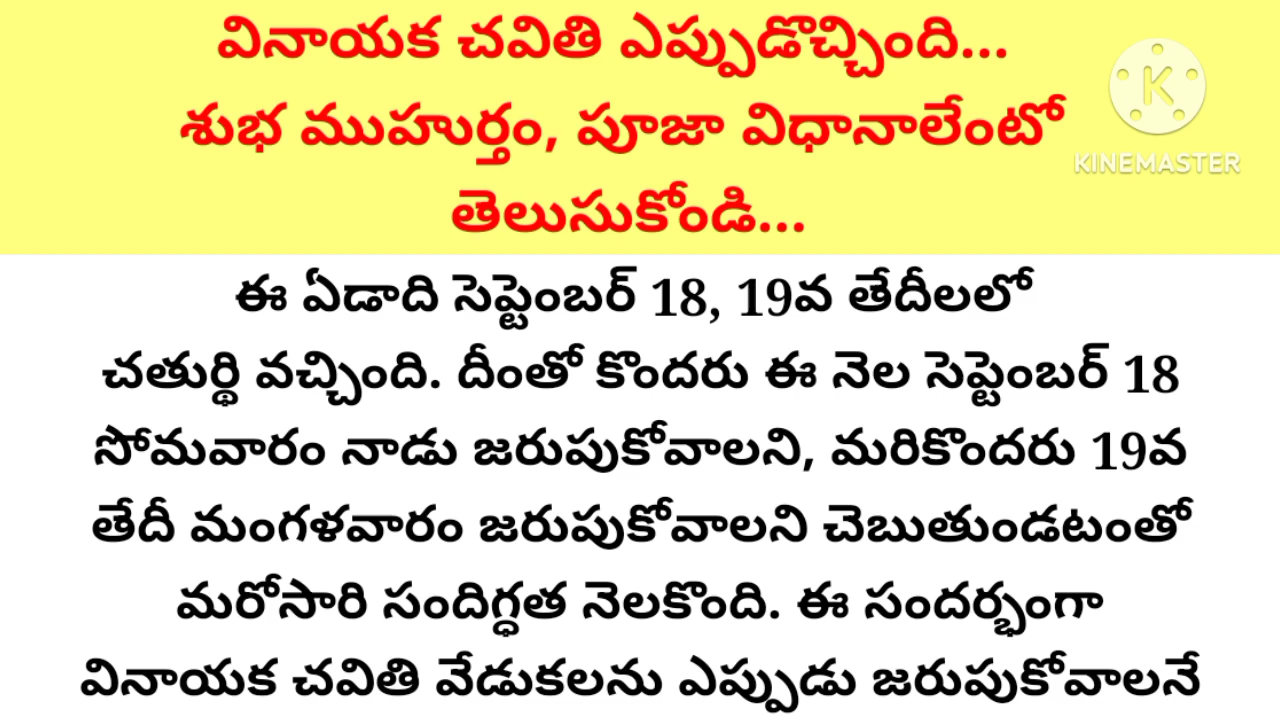 వినాయక చవితి ఎప్పుడొచ్చింది...
శుభ ముహుర్తం, పూజా విధానాలేంటో
తెలుసుకోండి...
KINEMASTER
ఈ ఏడాది సెప్టెంబర్ 18, 19వ తేదీలలో
చతుర్థి వచ్చింది. దీంతో కొందరు ఈ నెల సెప్టెంబర్ 18
సోమవారం నాడు జరుపుకోవాలని, మరికొందరు 19వ
తేదీ మంగళవారం జరుపుకోవాలని చెబుతుండటంతో
మరోసారి సందిగ్ధత నెలకొంది. ఈ సందర్భంగా
వినాయక చవితి వేడుకలను ఎప్పుడు జరుపుకోవాలనే